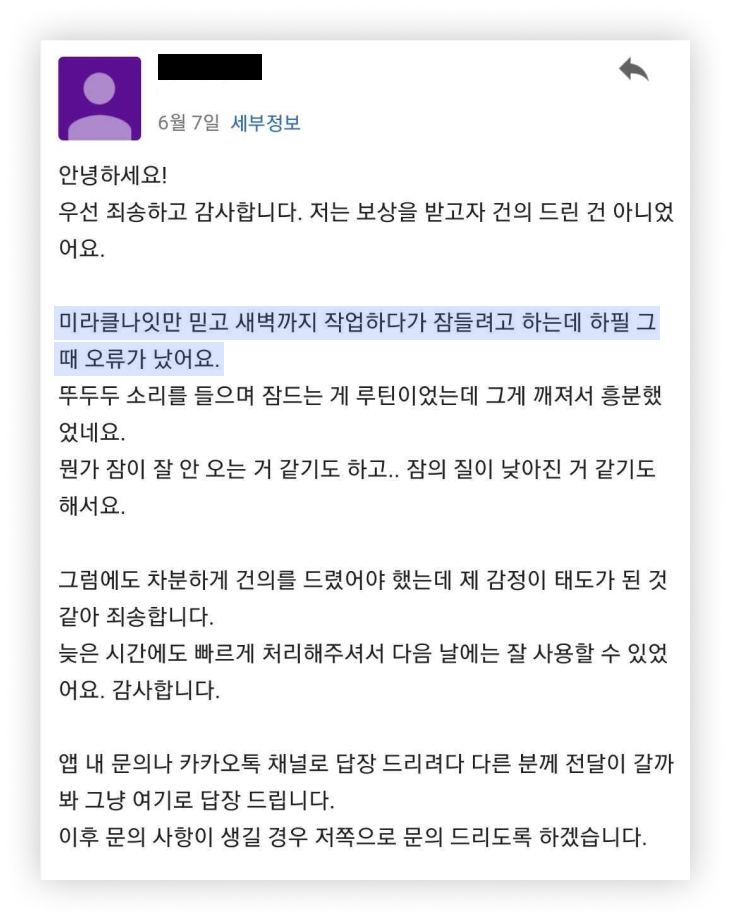 6월 7일 세부정보
안녕하세요!
우선 죄송하고 감사합니다. 저는 보상을 받고자 건의 드린 건 아니었
어요.
미라클나잇만 믿고 새벽까지 작업하다가 잠들려고 하는데 하필 그
때 오류가 났어요.
뚜두두 소리를 들으며 잠드는 게 루틴이었는데 그게 깨져서 흥분했
었네요.
뭔가 잠이 잘 안 오는 거 같기도 하고.. 잠의 질이 낮아진 거 같기도
해서요.
그럼에도 차분하게 건의를 드렸어야 했는데 제 감정이 태도가 된 것
같아 죄송합니다.
늦은 시간에도 빠르게 처리해주셔서 다음 날에는 잘 사용할 수 있었
어요. 감사합니다.
앱 내 문의나 카카오톡 채널로 답장 드리려다 다른 분께 전달이 갈까
봐 그냥 여기로 답장 드립니다.
이후 문의 사항이 생길 경우 저쪽으로 문의 드리도록 하겠습니다.